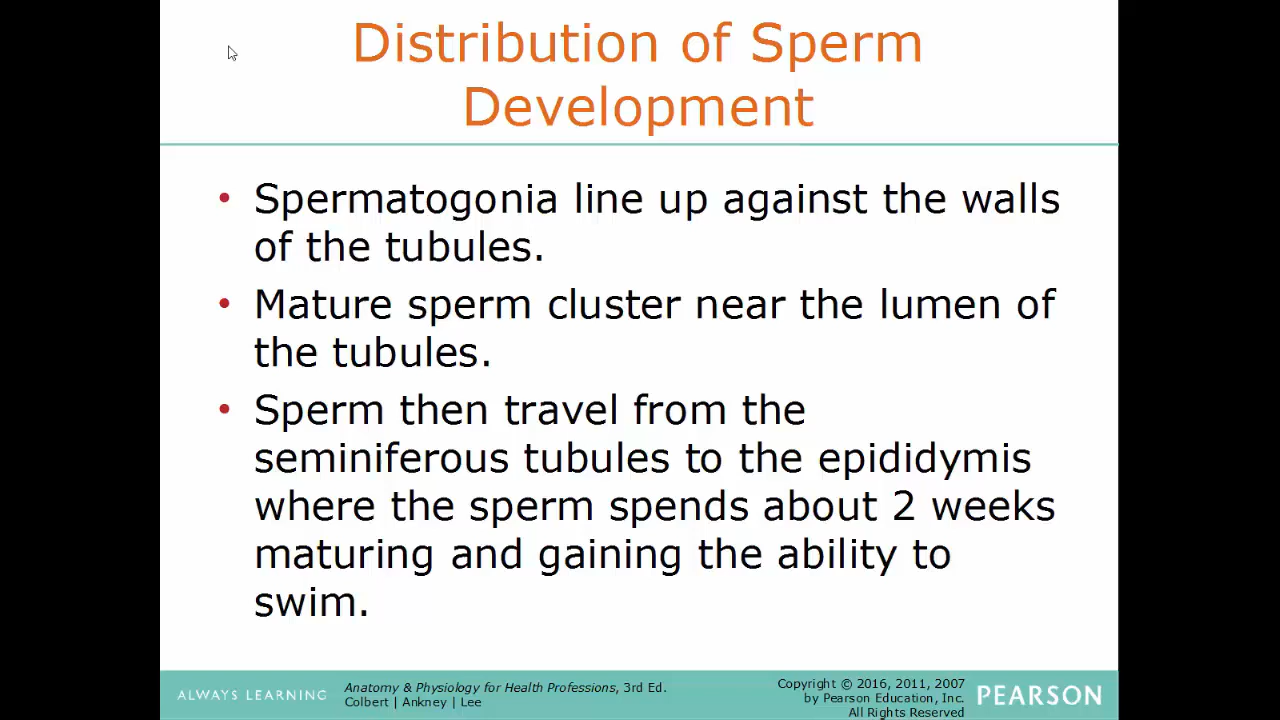 Distribution of Sperm
Development
• Spermatogonia line up against the walls
of the tubules.
• Mature sperm cluster near the lumen of
the tubules.
• Sperm then travel from the
seminiferous tubules to the epididymis
where the sperm spends about 2 weeks
maturing and gaining the ability to
swim.
ALWAYS LEARNING
Anatomy & Physiology for Health Professions, 3rd Ed.
Colbert | Ankney | Lee
Copyright © 2016, 2011, 2007
by Pearson Education, Inc.
All Rights Reserved
PEARSON